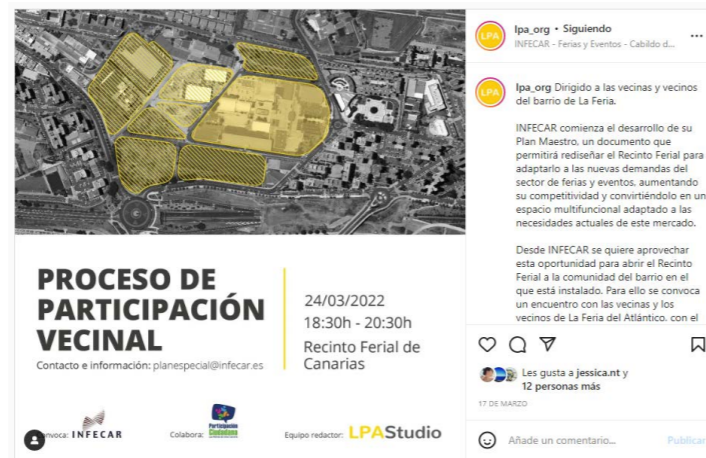 PROCESO DE
PARTICIPACIÓN
VECINAL
Contacto e información: planespecial@infecar.es
24/03/2022
18:30h - 20:30h
Recinto Ferial de
Canarias
onvoca: INFECAR
Colabora: Participación
Ciudadana
Equipo redactor: LPAStudio
LPA
lpa_org • Siguiendo
INFECAR - Ferias y Eventos - Cabildo d...
LPA
lpa_org Dirigido a las vecinas y vecinos
del barrio de La Feria.
INFECAR comienza el desarrollo de su
Plan Maestro, un documento que
permitirá rediseñar el Recinto Ferial para
adaptarlo a las nuevas demandas del
sector de ferias y eventos, aumentando
su competitividad y convirtiéndolo en un
espacio multifuncional adaptado a las
necesidades actuales de este mercado.
Desde INFECAR se quiere aprovechar
esta oportunidad para abrir el Recinto
Ferial a la comunidad del barrio en el
que está instalado. Para ello se convoca
un encuentro con las vecinas y los
vecinos de La Feria del Atlántico, con el
Les gusta a jessica.nt y
12 personas más
17 DE MARZO
Añade un comentario... Publicar